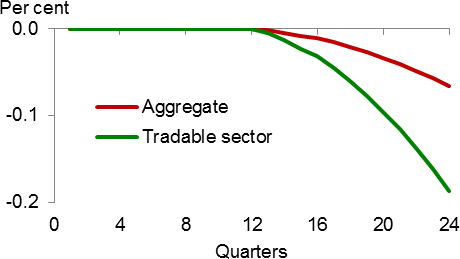 Per cent
0.0
Aggregate
-0.1
Tradable sector
-0.2
0 4 8 12 16 20 24
Quarters